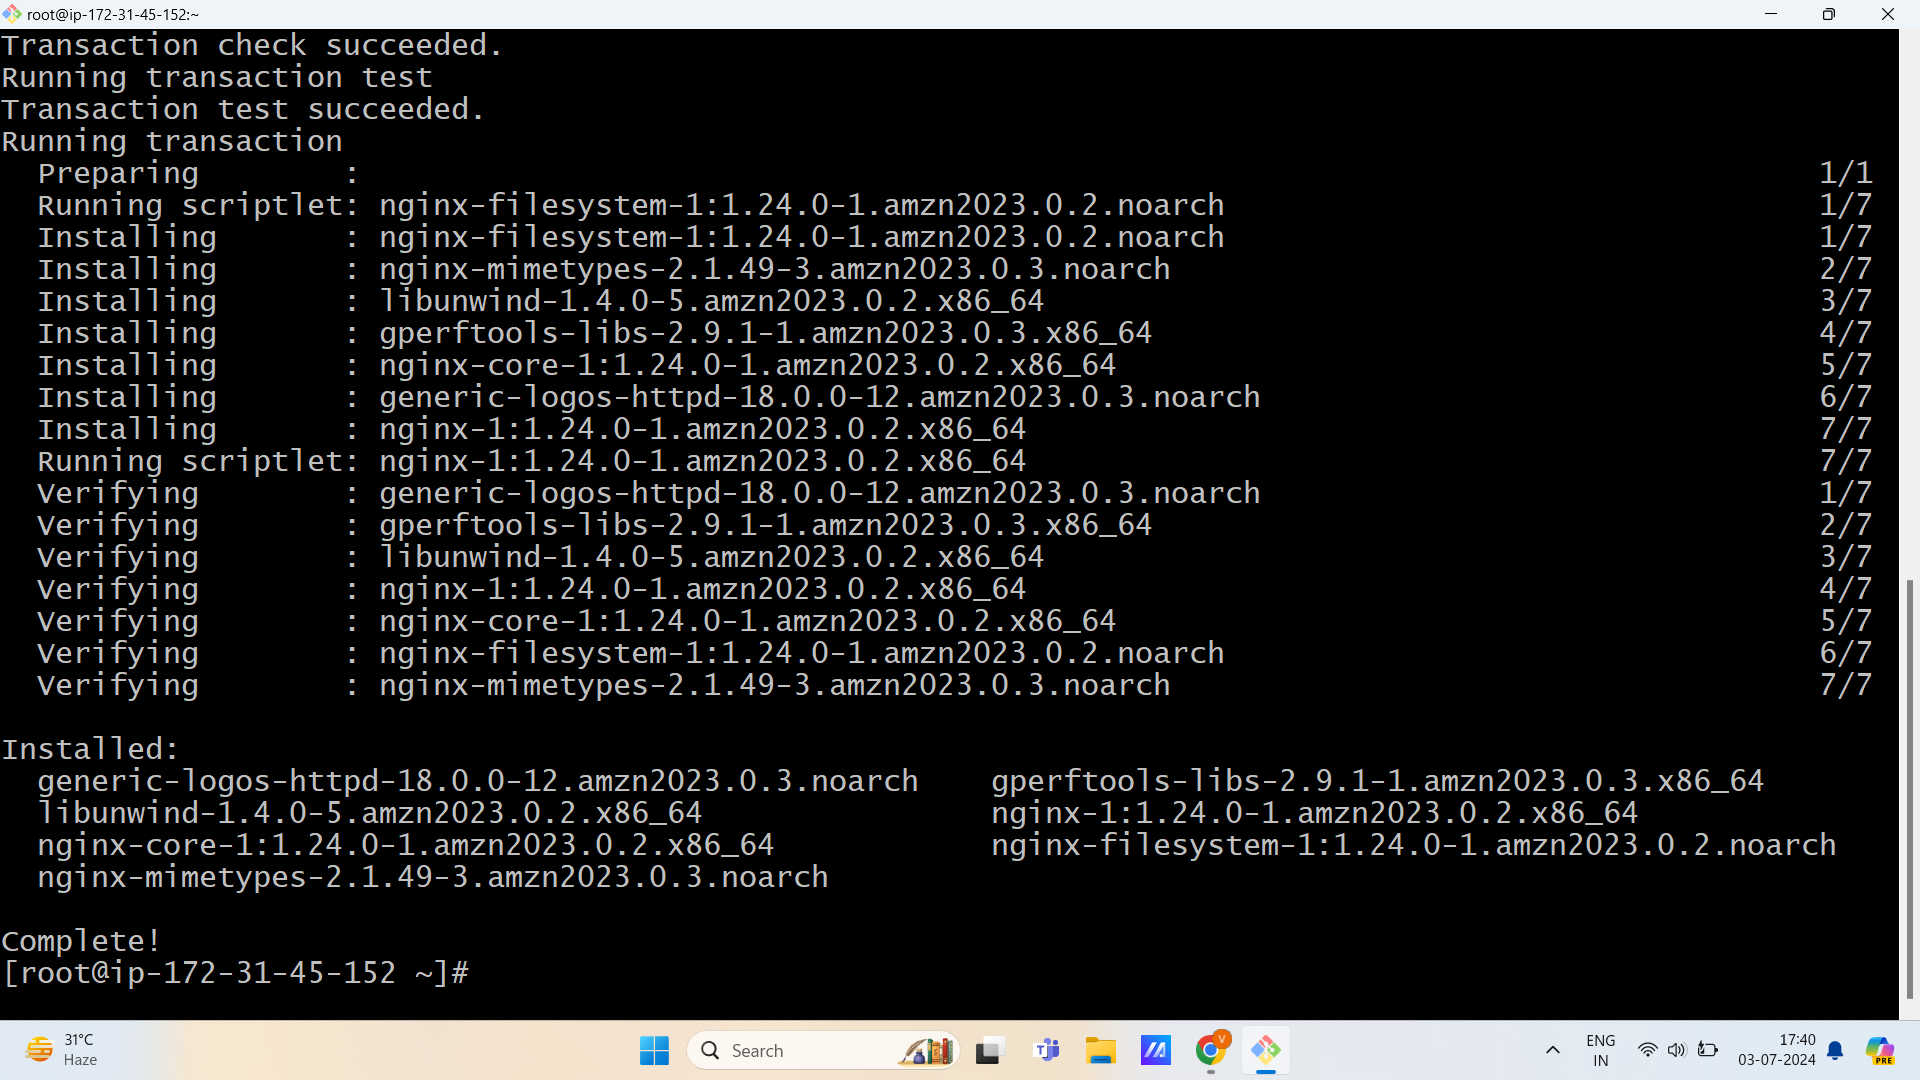 root@ip-172-31-45-152:~
Transaction check succeeded.
Running transaction test
Transaction test succeeded.
Running transaction
  Preparing        :                                                                                 1/1
  Running scriptlet: nginx-filesystem-1:1.24.0-1.amzn2023.0.2.noarch                                 1/7
  Installing       : nginx-filesystem-1:1.24.0-1.amzn2023.0.2.noarch                                 1/7
  Installing       : nginx-mimetypes-2.1.49-3.amzn2023.0.3.noarch                                    2/7
  Installing       : libunwind-1.4.0-5.amzn2023.0.2.x86_64                                           3/7
  Installing       : gperftools-libs-2.9.1-1.amzn2023.0.3.x86_64                                     4/7
  Installing       : nginx-core-1:1.24.0-1.amzn2023.0.2.x86_64                                       5/7
  Installing       : generic-logos-httpd-18.0.0-12.amzn2023.0.3.noarch                               6/7
  Installing       : nginx-1:1.24.0-1.amzn2023.0.2.x86_64                                            7/7
  Running scriptlet: nginx-1:1.24.0-1.amzn2023.0.2.x86_64                                            7/7
  Verifying        : generic-logos-httpd-18.0.0-12.amzn2023.0.3.noarch                               1/7
  Verifying        : gperftools-libs-2.9.1-1.amzn2023.0.3.x86_64                                     2/7
  Verifying        : libunwind-1.4.0-5.amzn2023.0.2.x86_64                                           3/7
  Verifying        : nginx-1:1.24.0-1.amzn2023.0.2.x86_64                                            4/7
  Verifying        : nginx-core-1:1.24.0-1.amzn2023.0.2.x86_64                                       5/7
  Verifying        : nginx-filesystem-1:1.24.0-1.amzn2023.0.2.noarch                                 6/7
  Verifying        : nginx-mimetypes-2.1.49-3.amzn2023.0.3.noarch                                    7/7
Installed:
  generic-logos-httpd-18.0.0-12.amzn2023.0.3.noarch    gperftools-libs-2.9.1-1.amzn2023.0.3.x86_64
  libunwind-1.4.0-5.amzn2023.0.2.x86_64                nginx-1:1.24.0-1.amzn2023.0.2.x86_64
  nginx-core-1:1.24.0-1.amzn2023.0.2.x86_64            nginx-filesystem-1:1.24.0-1.amzn2023.0.2.noarch
  nginx-mimetypes-2.1.49-3.amzn2023.0.3.noarch
Complete!
[root@ip-172-31-45-152 ~]#
31°C
Haze
Search
V
ENG
IN
17:40
03-07-2024
PRE